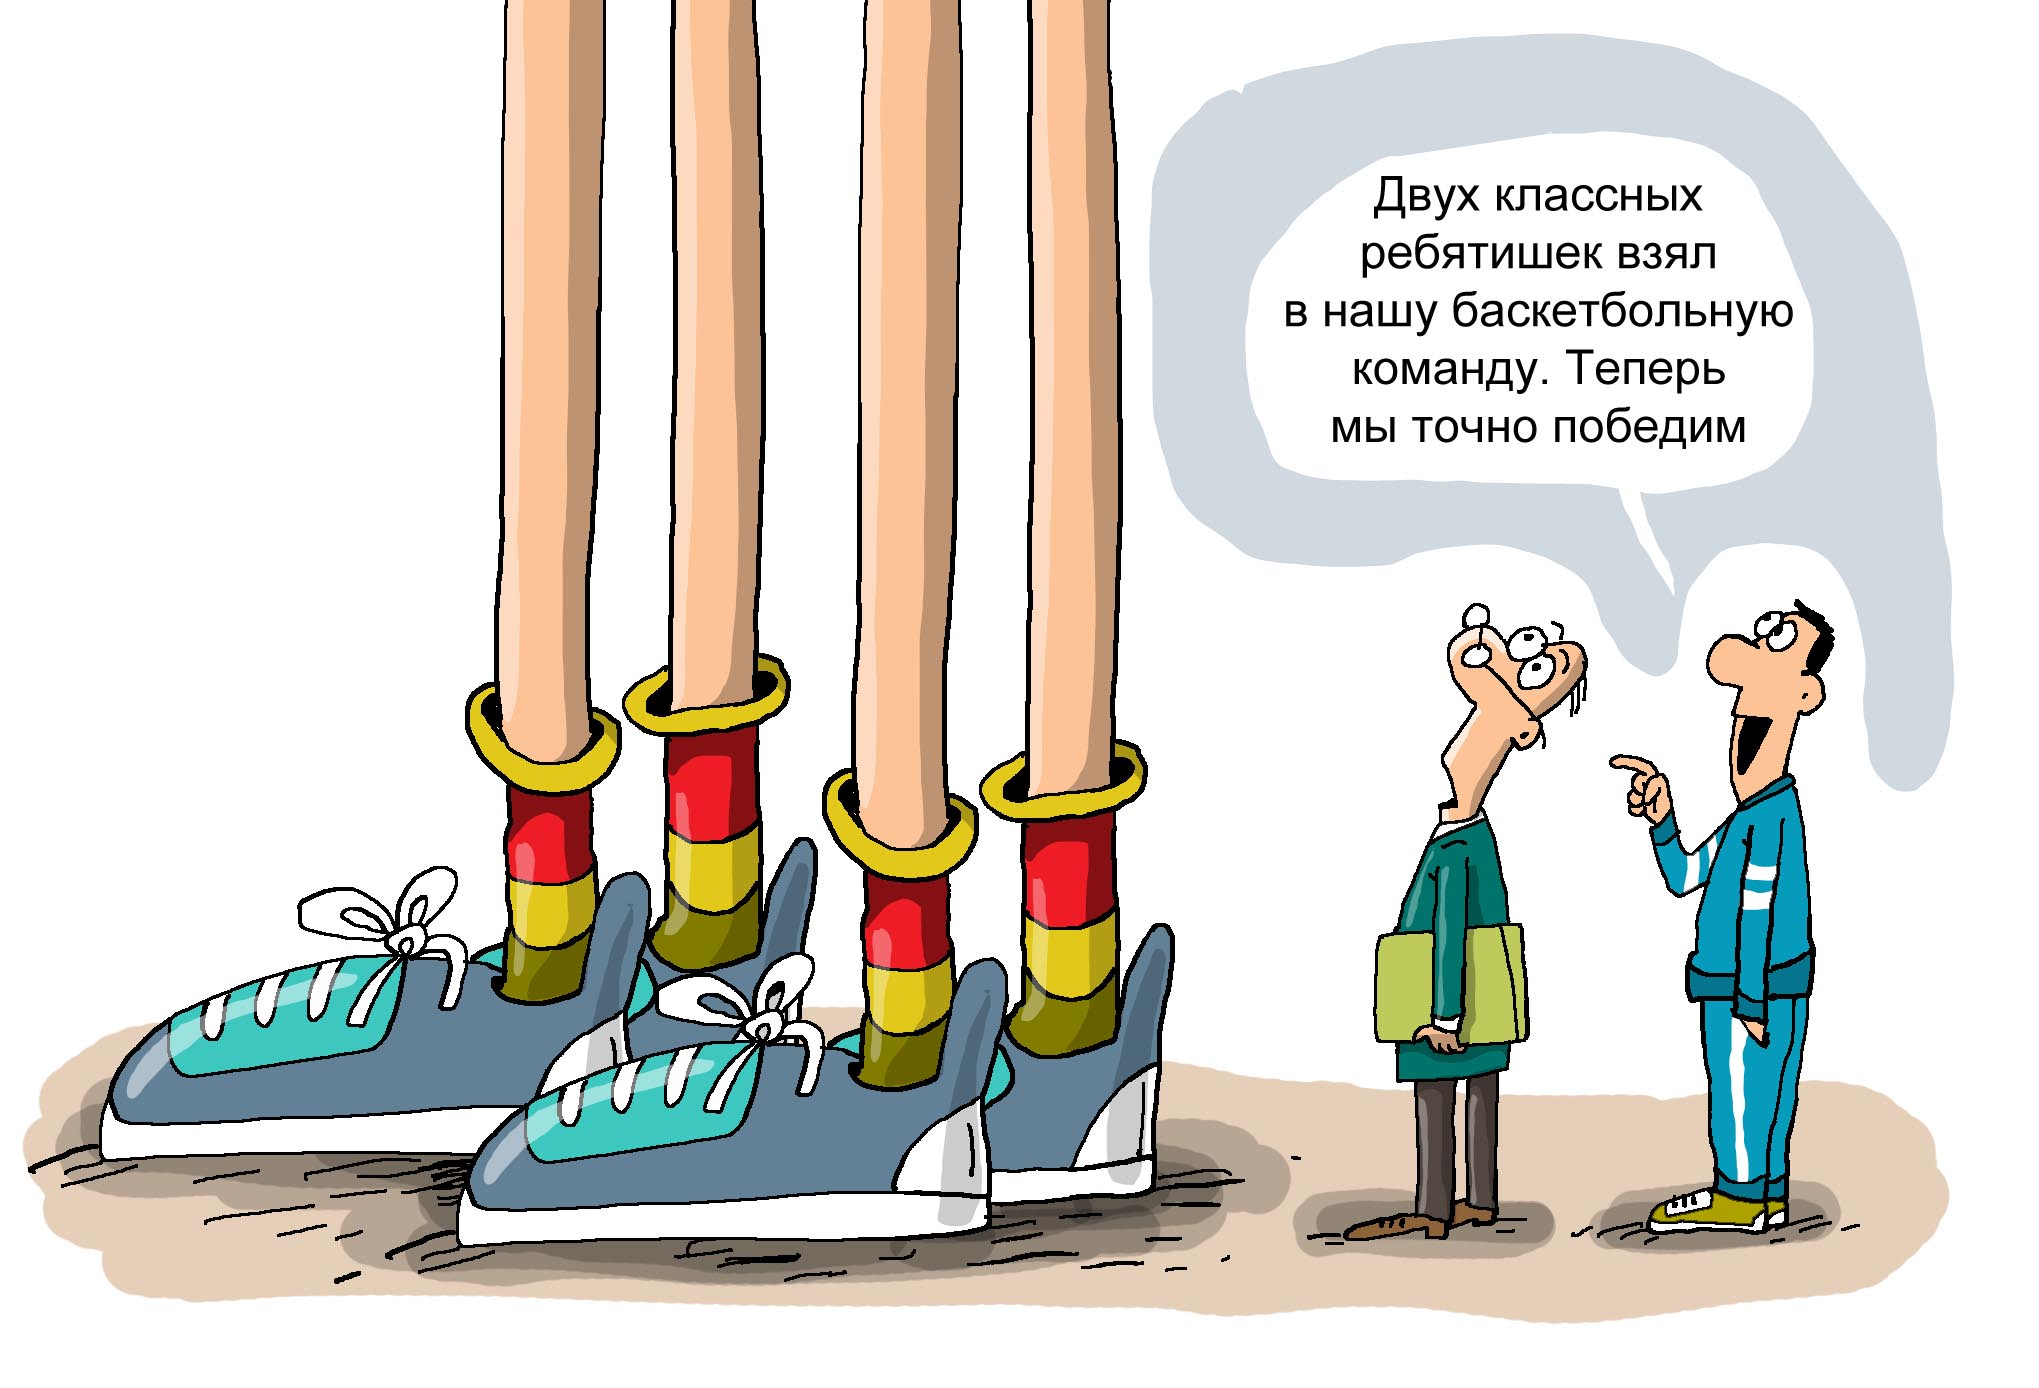 Двух классных
ребятишек взял
в нашу баскетбольную
команду. Теперь
мы точно победим